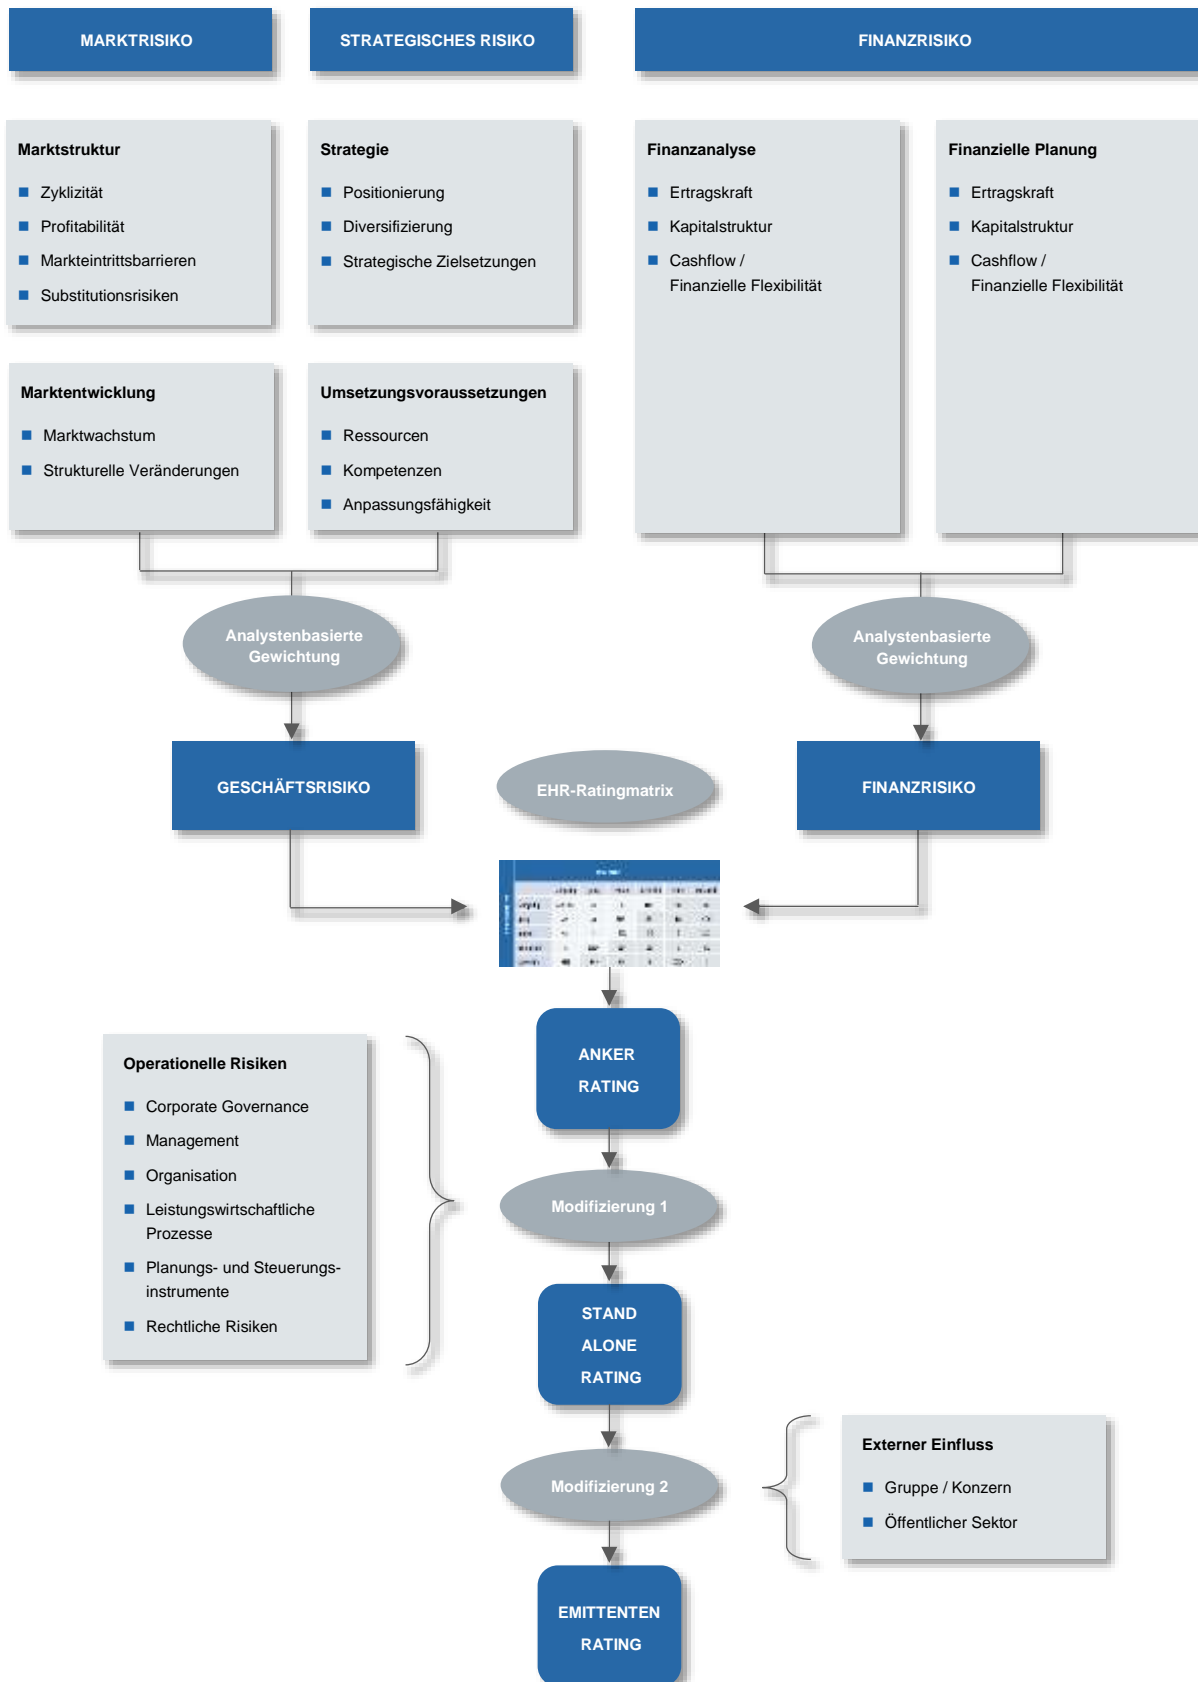 MARKTRISIKO
STRATEGISCHES RISIKO
FINANZRISIKO
Marktstruktur
Zyklizität
Profitabilität
Markteintrittsbarrieren
Substitutionsrisiken
Strategie
Positionierung
Diversifizierung
Strategische Zielsetzungen
Finanzanalyse
Ertragskraft
Kapitalstruktur
Cashflow /
Finanzielle Flexibilität
Finanzielle Planung
Ertragskraft
Kapitalstruktur
Cashflow /
Finanzielle Flexibilität
Marktentwicklung
Marktwachstum
Strukturelle Veränderungen
Umsetzungsvoraussetzungen
Ressourcen
Kompetenzen
Anpassungsfähigkeit
Analystenbasierte
Gewichtung
Analystenbasierte
Gewichtung
GESCHÄFTSRISIKO
EHR-Ratingmatrix
FINANZRISIKO
ANKER
RATING
Operationelle Risiken
Corporate Governance
Management
Organisation
Leistungswirtschaftliche
Prozesse
Planungs- und Steuerungs-
instrumente
Rechtliche Risiken
Modifizierung 1
STAND
ALONE
RATING
Modifizierung 2
Externer Einfluss
Gruppe / Konzern
Öffentlicher Sektor
EMITTENTEN
RATING